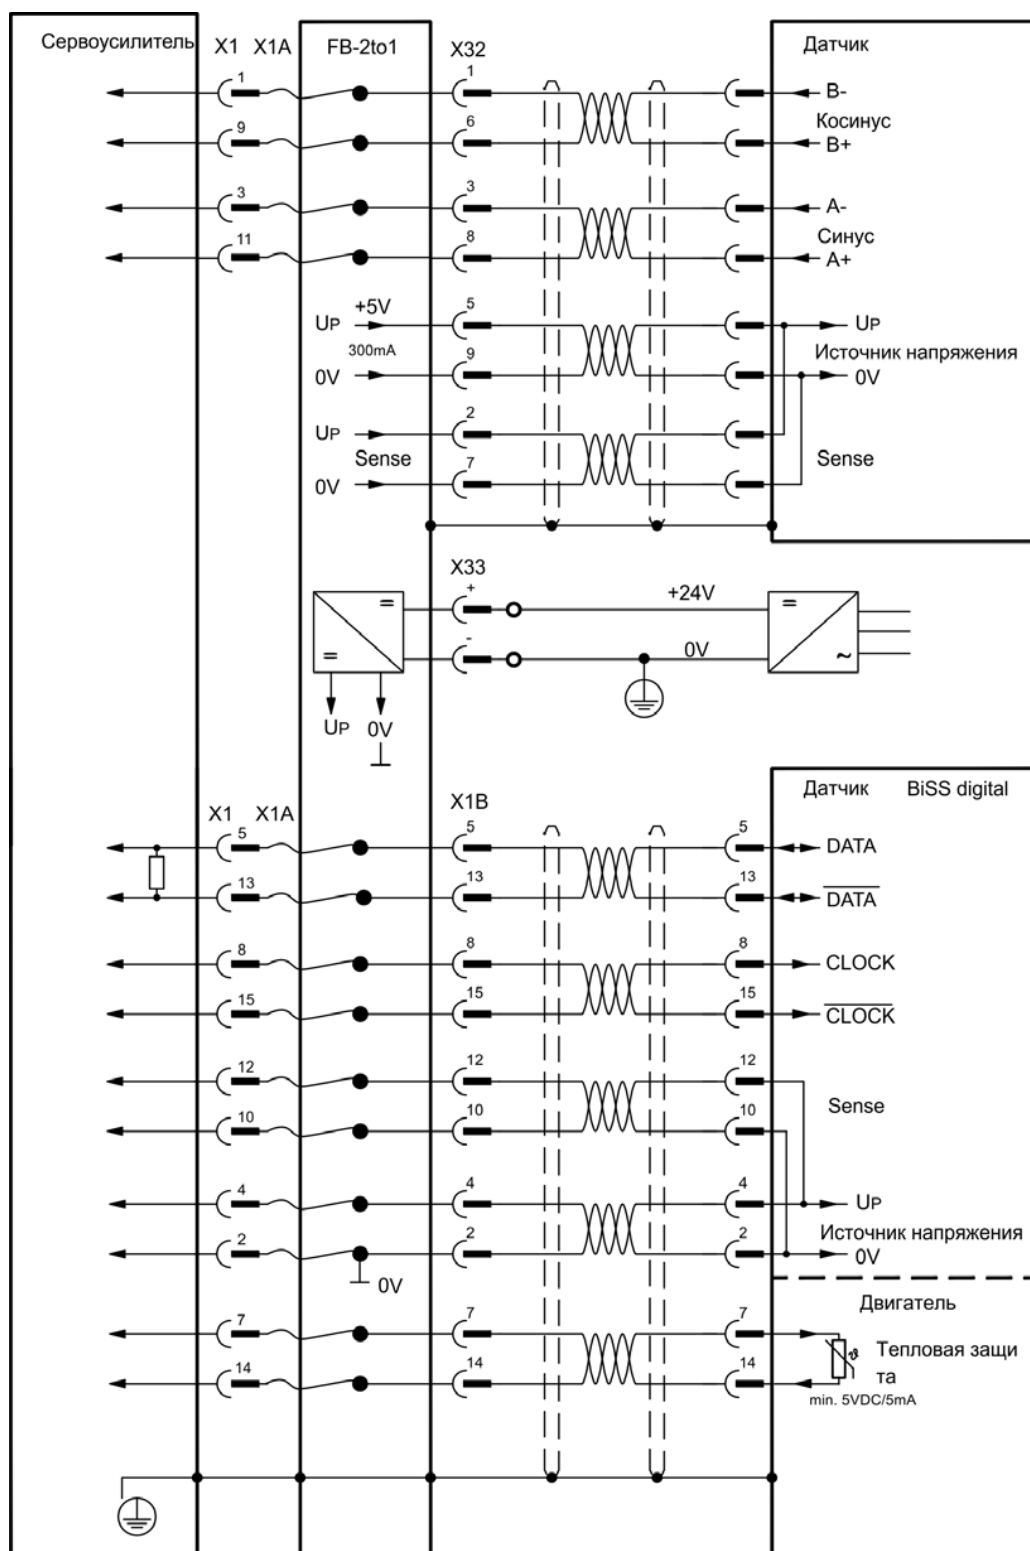 Сервоусилитель X1 X1A FB-2to1 X32 Датчик
1 1 B-
Косинус
9 6 B+
3 3 A-
Синус
11 8 A+
+5V 5
UP UP
300mA Источник напряжения
0V 9 0V
UP 2
Sense Sense
0V 7
X33
+ +24V = 
- 0V
= = ~
UP 0V
Датчик BiSS digital
X1 X1A X1B
5 5 5 DATA
13 13 13 DATA
8 8 8 CLOCK
15 15 15 CLOCK
12 12 12
Sense
10 10 10
4 4 4 UP
Источник напряжения
2 2 2 0V
0V
Двигатель
7 7 7
Тепловая защи
та
14 14 14 ϑ
min. 5VDC/5mA